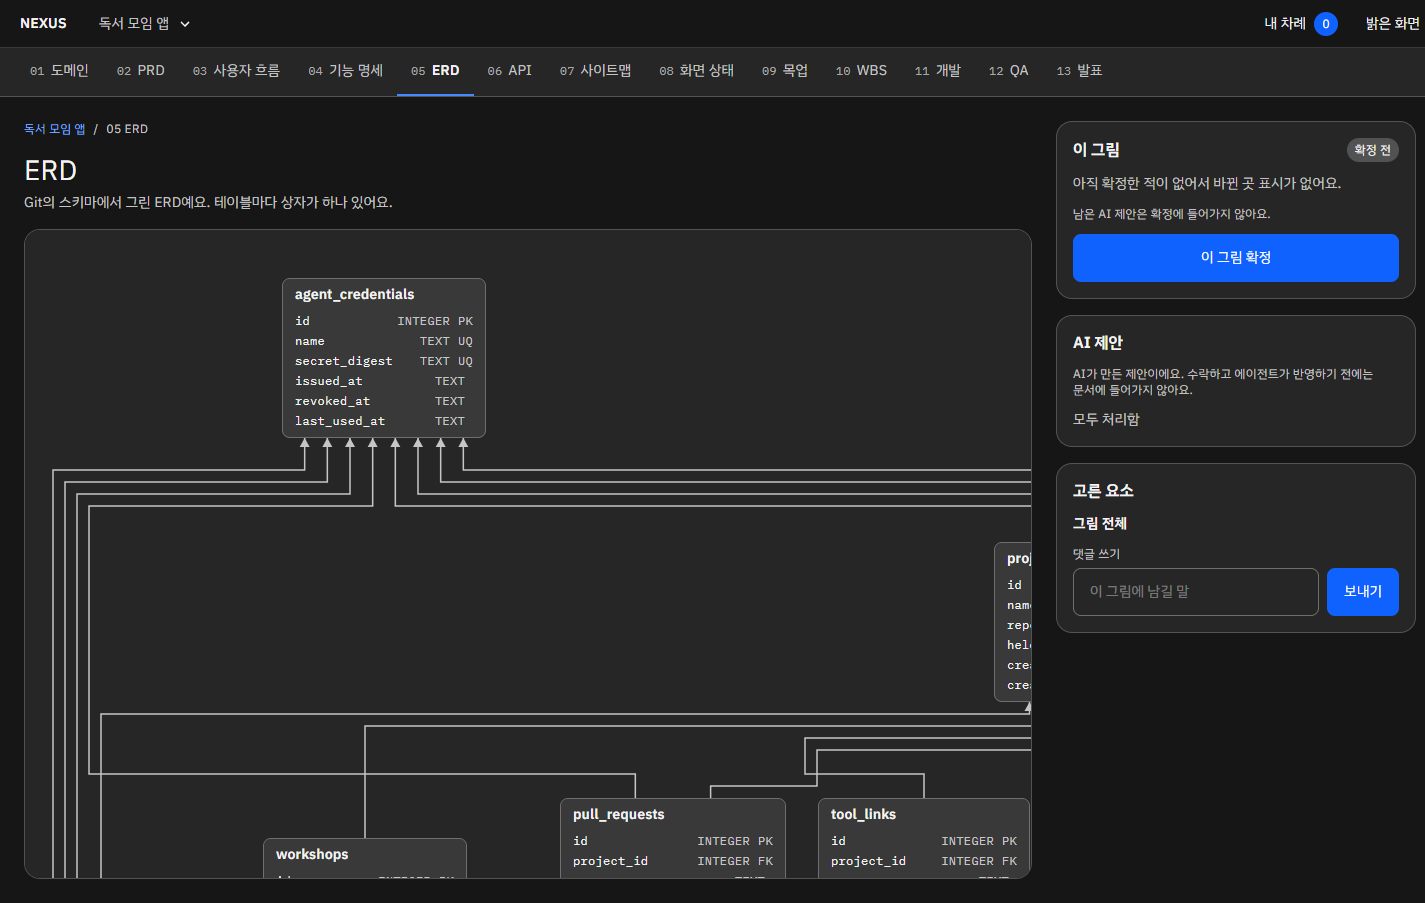 NEXUS
독서 모임 앱
내 차례 0
밝은 화면
01 도메인
02 PRD
03 사용자 흐름
04 기능 명세
05 ERD
06 API
07 사이트맵
08 화면 상태
09 목업
10 WBS
11 개발
12 QA
13 발표
독서 모임 앱 / 05 ERD
ERD
Git의 스키마에서 그린 ERD예요. 테이블마다 상자가 하나 있어요.
agent_credentials
id INTEGER PK
name TEXT UQ
secret_digest TEXT UQ
issued_at TEXT
revoked_at TEXT
last_used_at TEXT
id
pull_requests
id INTEGER PK
project_id INTEGER FK
tool_links
id INTEGER PK
project_id INTEGER FK
workshops
이 그림
확정 전
아직 확정한 적이 없어서 바뀐 곳 표시가 없어요.
남은 AI 제안은 확정에 들어가지 않아요.
이 그림 확정
AI 제안
AI가 만든 제안이에요. 수락하고 에이전트가 반영하기 전에는
문서에 들어가지 않아요.
모두 처리함
고른 요소
그림 전체
댓글 쓰기
이 그림에 남길 말
보내기